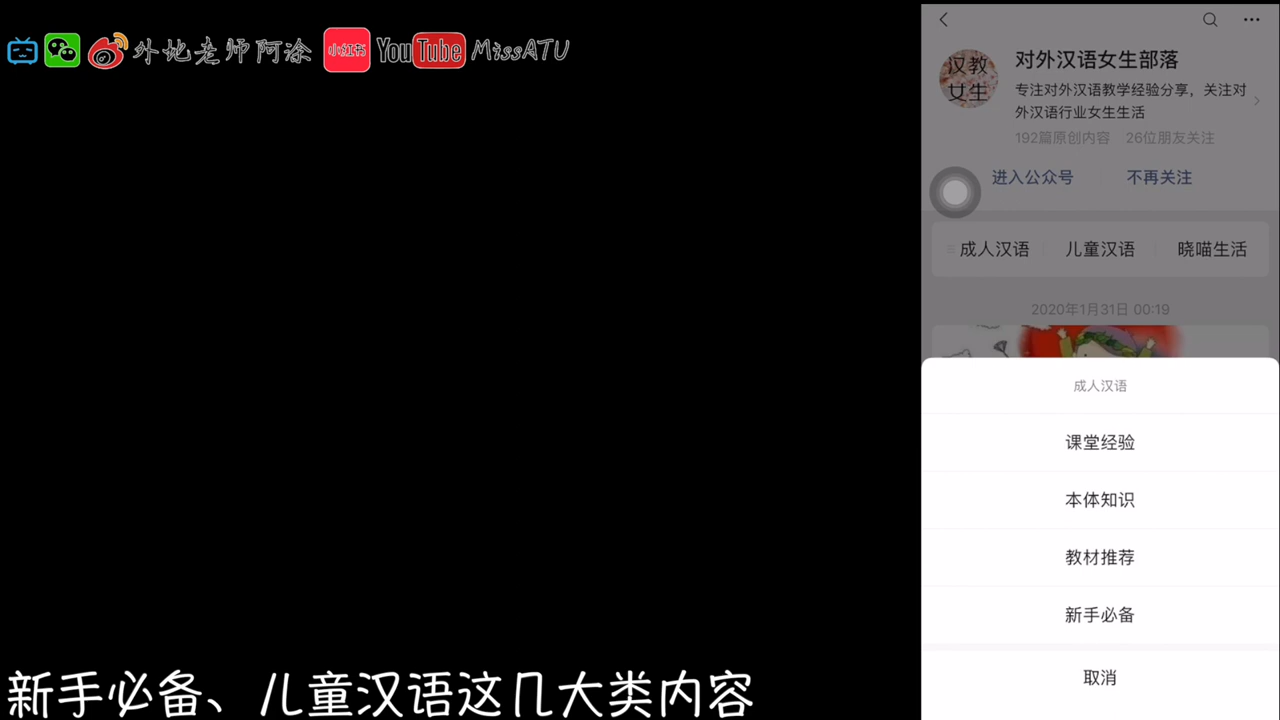 外地老师阿涂 小红书 YouTube MissATU
汉教
女生
对外汉语女生部落
专注对外汉语教学经验分享，关注对
外汉语行业女生生活
192篇原创内容 26位朋友关注
进入公众号 不再关注
成人汉语 儿童汉语 晓喵生活
2020年1月31日 00:19
成人汉语
课堂经验
本体知识
教材推荐
新手必备
取消
新手必备、儿童汉语这几大类内容